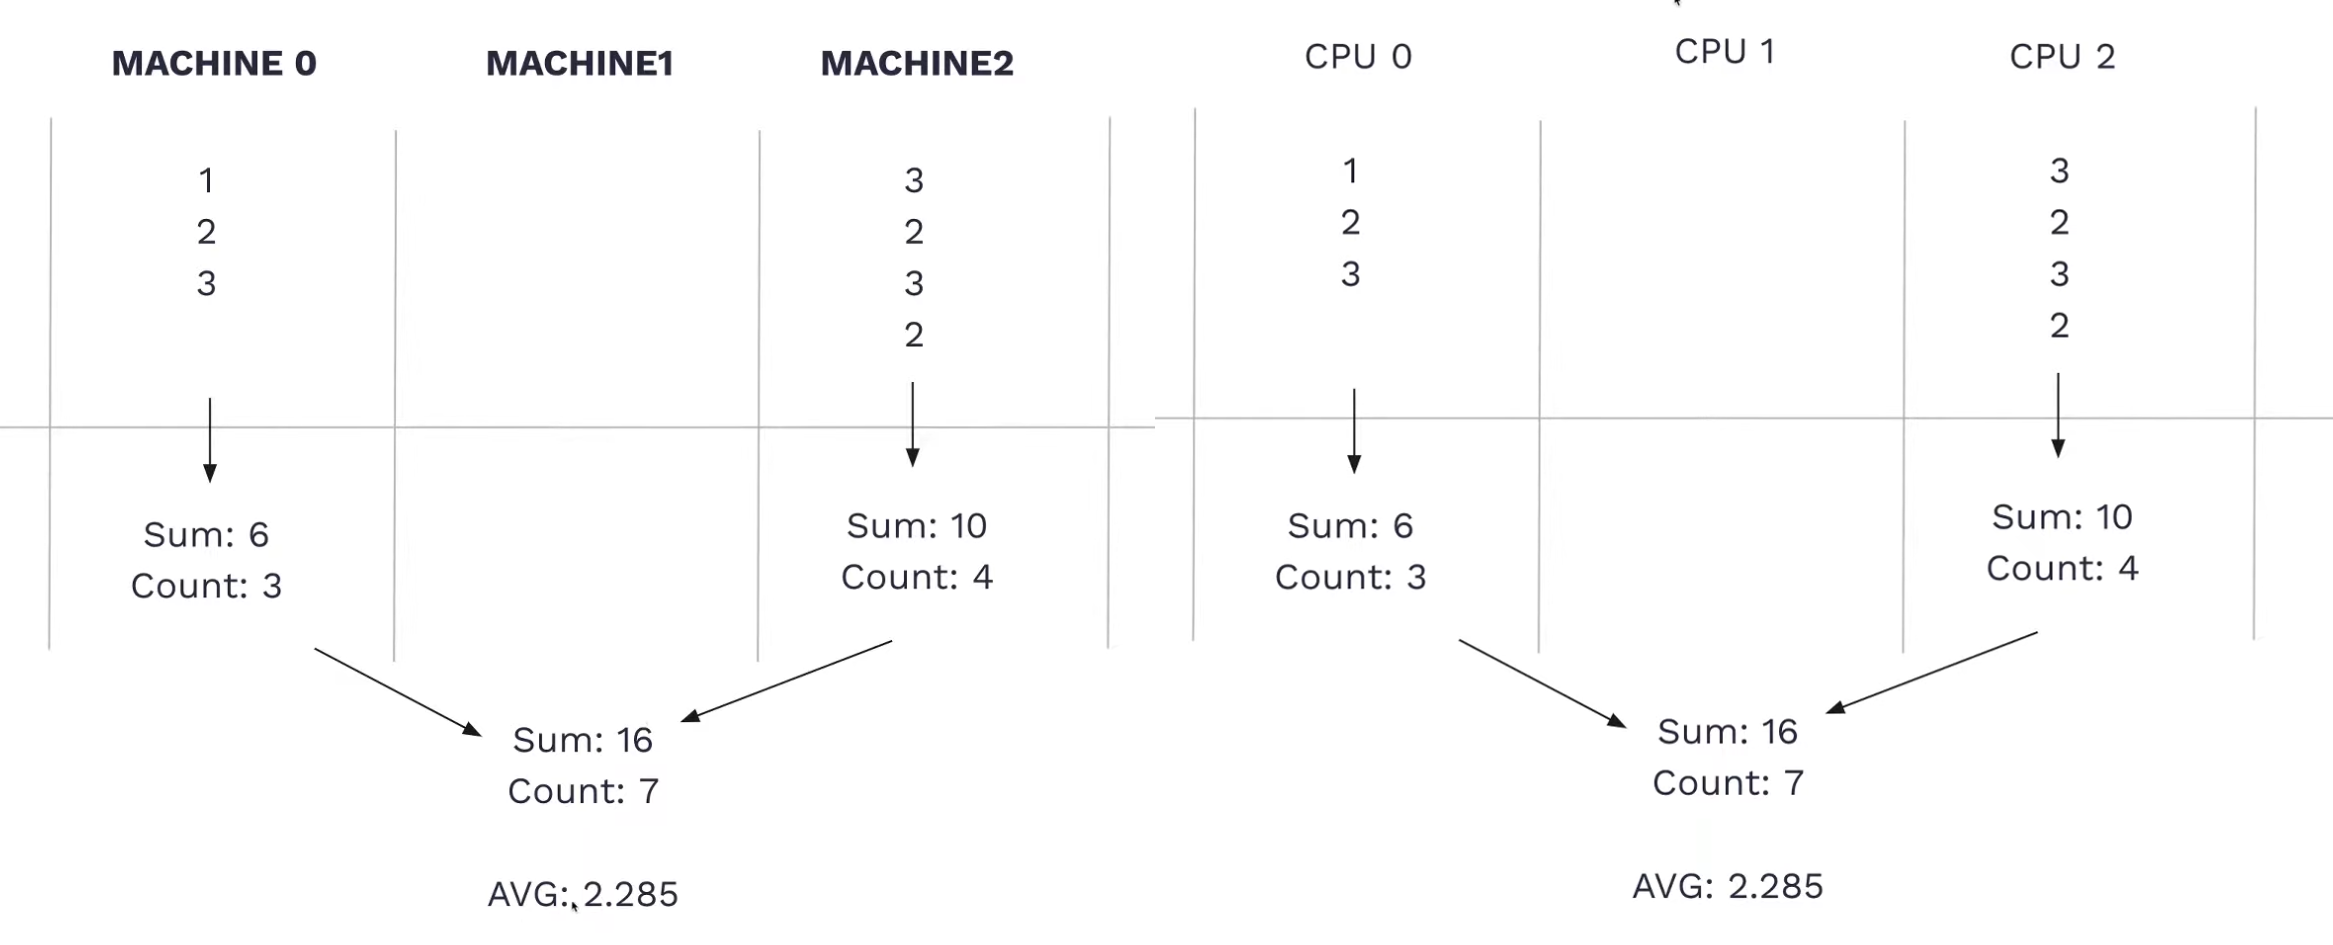 MACHINE 0
MACHINE1
MACHINE2
1
2
3
3
2
3
2
Sum: 6
Count: 3
Sum: 10
Count: 4
Sum: 16
Count: 7
AVG: 2.285
CPU 0
CPU 1
CPU 2
1
2
3
3
2
3
2
Sum: 6
Count: 3
Sum: 10
Count: 4
Sum: 16
Count: 7
AVG: 2.285